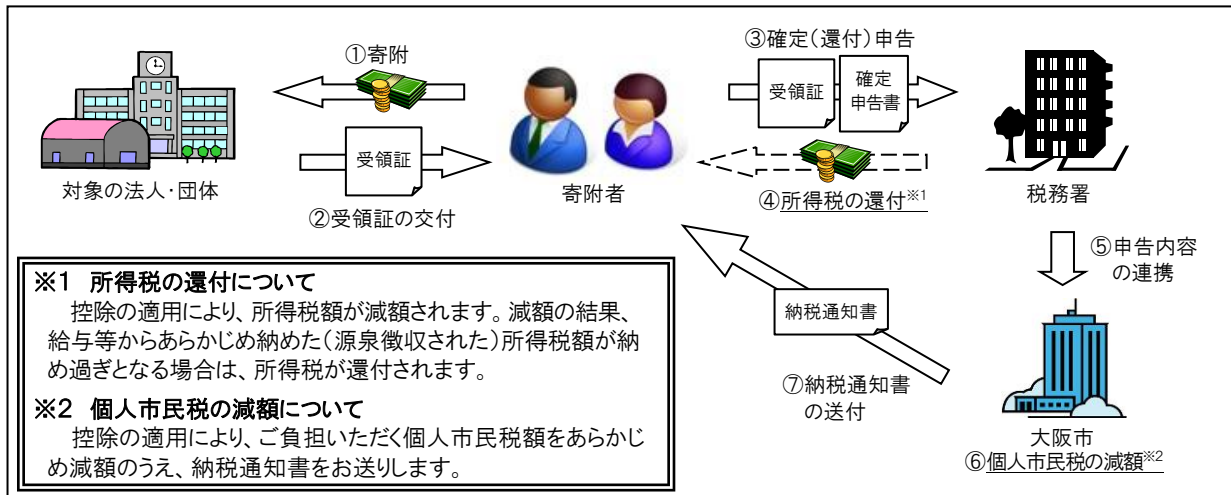 ①寄附
受領証
②受領証の交付
対象の法人・団体
寄附者
③確定(還付)申告
受領証
確定
申告書
④所得税の還付※1
税務署
⑤申告内容
の連携
大阪市
⑥個人市民税の減額※2
納税通知書
⑦納税通知書
の送付
※1 所得税の還付について
控除の適用により、所得税額が減額されます。減額の結果、
給与等からあらかじめ納めた(源泉徴収された)所得税額が納
め過ぎとなる場合は、所得税が還付されます。
※2 個人市民税の減額について
控除の適用により、ご負担いただく個人市民税額をあらかじ
め減額のうえ、納税通知書をお送りします。